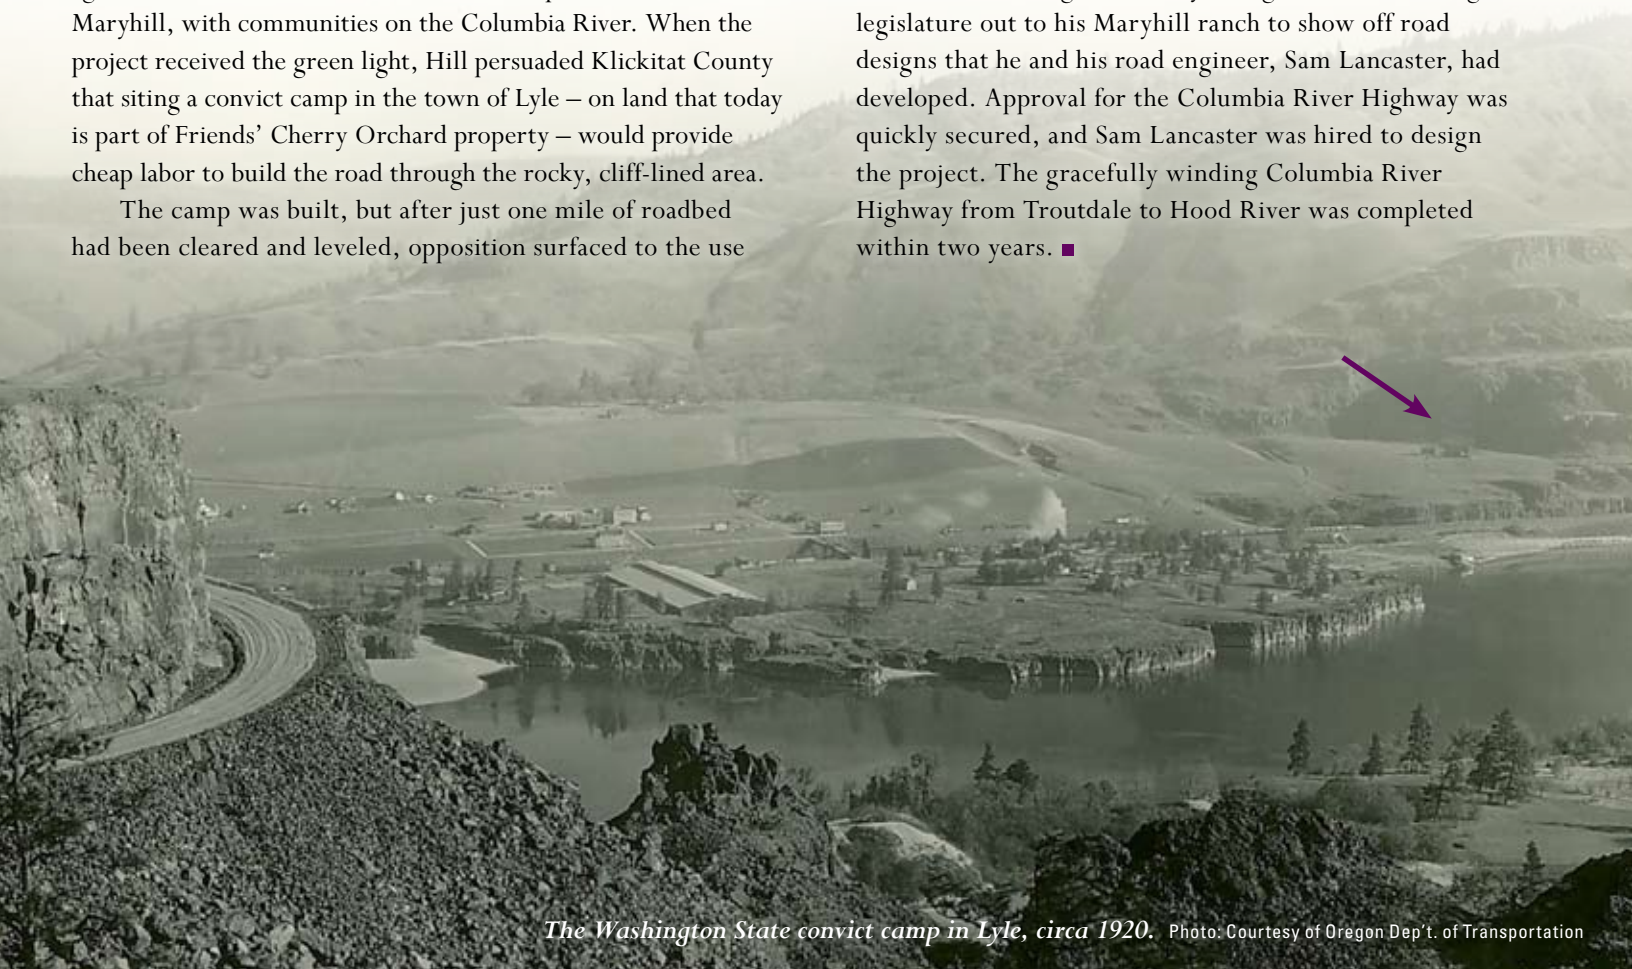 Maryhill, with communities on the Columbia River. When the
project received the green light, Hill persuaded Klickitat County
that siting a convict camp in the town of Lyle – on land that today
is part of Friends' Cherry Orchard property – would provide
cheap labor to build the road through the rocky, cliff-lined area.
The camp was built, but after just one mile of roadbed
had been cleared and leveled, opposition surfaced to the use
legislature out to his Maryhill ranch to show off road
designs that he and his road engineer, Sam Lancaster, had
developed. Approval for the Columbia River Highway was
quickly secured, and Sam Lancaster was hired to design
the project. The gracefully winding Columbia River
Highway from Troutdale to Hood River was completed
within two years. ■
The Washington State convict camp in Lyle, circa 1920. Photo: Courtesy of Oregon Dep't. of Transportation